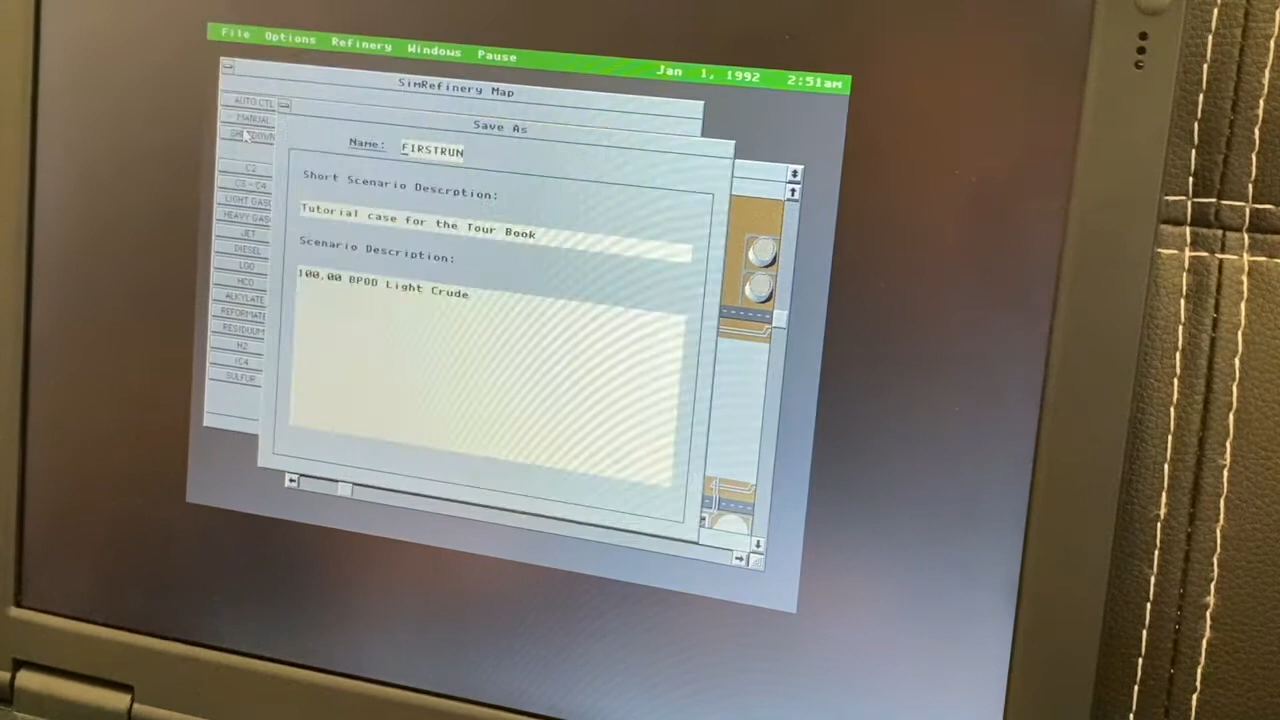 File Options Refinery Windows Pause Jan 1, 1992 2:51am
SimRefinery Map
AUTO CTL
MANUAL
Save As
Name: FIRSTRUN
Short Scenario Descrption:
Tutorial case for the Tour Book
Scenario Description:
100,00 BPOD Light Crude
C2
C3 - C4
LIGHT GAS
HEAVY GAS
JET
DIESEL
LGO
HCO
ALKYLATE
REFORMATE
RESIDUUM
H2
IC4
SULFUR